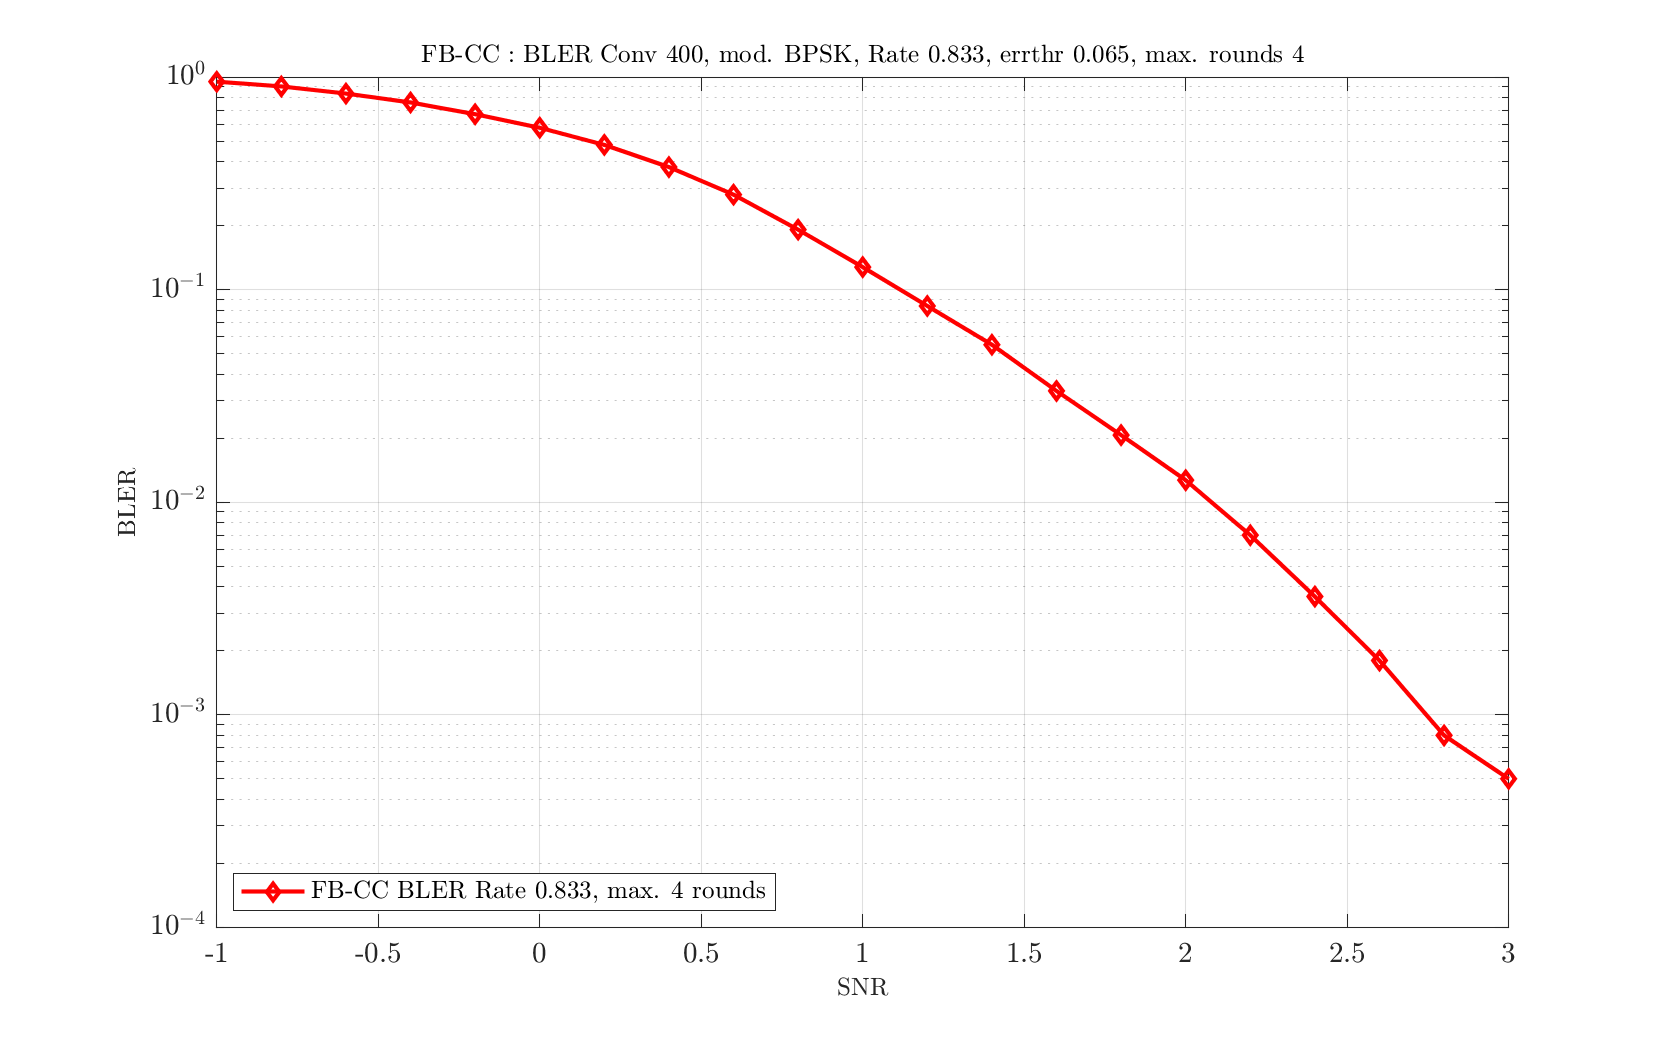 FB-CC : BLER Conv 400, mod. BPSK, Rate 0.833, errthr 0.065, max. rounds 4
10^0
10^-1
10^-2
10^-3
10^-4
BLER
FB-CC BLER Rate 0.833, max. 4 rounds
-1 -0.5 0 0.5 1 1.5 2 2.5 3
SNR